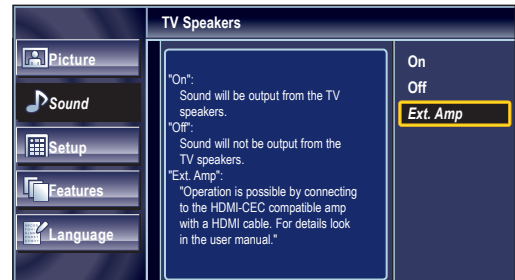 TV Speakers
Picture
Sound
Setup
Features
Language
"On":
Sound will be output from the TV
speakers.
"Off":
Sound will not be output from the
TV speakers.
"Ext. Amp":
"Operation is possible by connecting
to the HDMI-CEC compatible amp
with a HDMI cable. For details look
in the user manual."
On
Off
Ext. Amp